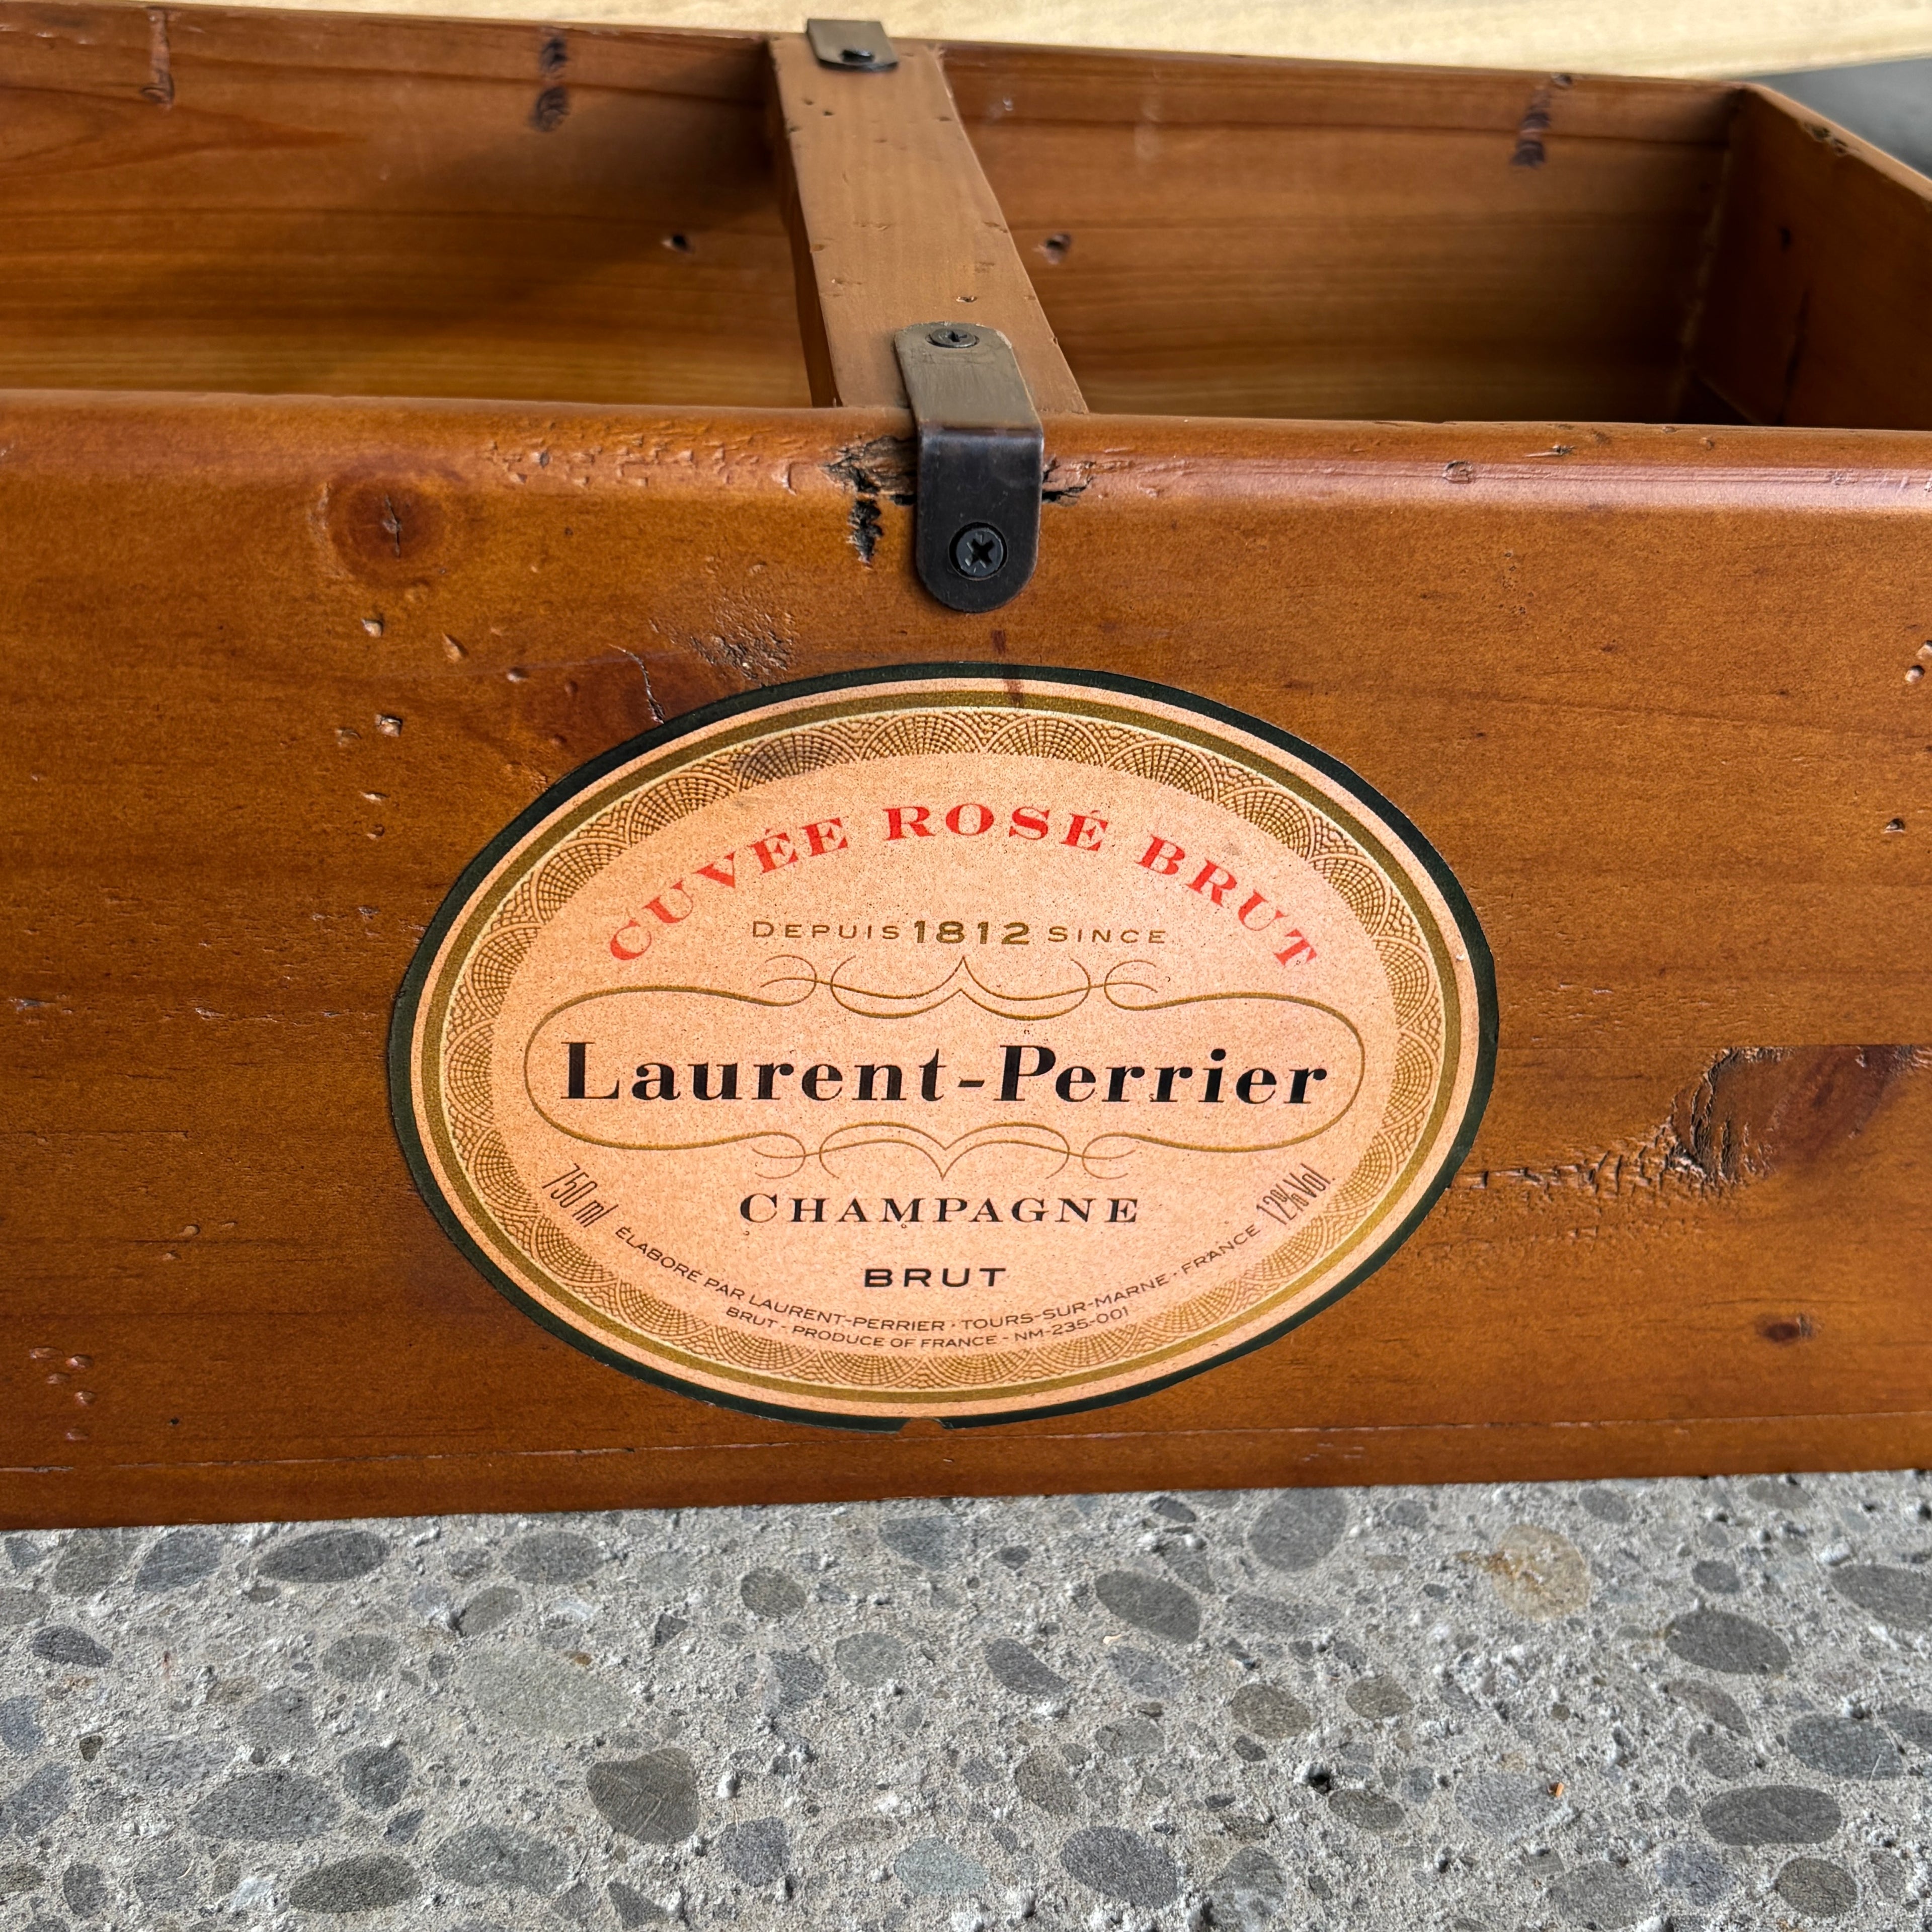 CUVÉE ROSÉ BRUT
DEPUIS 1812 SINCE
Laurent-Perrier
CHAMPAGNE
750 ml
12%Vol.
BRUT
ÉLABORÉ PAR LAURENT-PERRIER · TOURS-SUR-MARNE · FRANCE
BRUT - PRODUCE OF FRANCE - NM-235-001